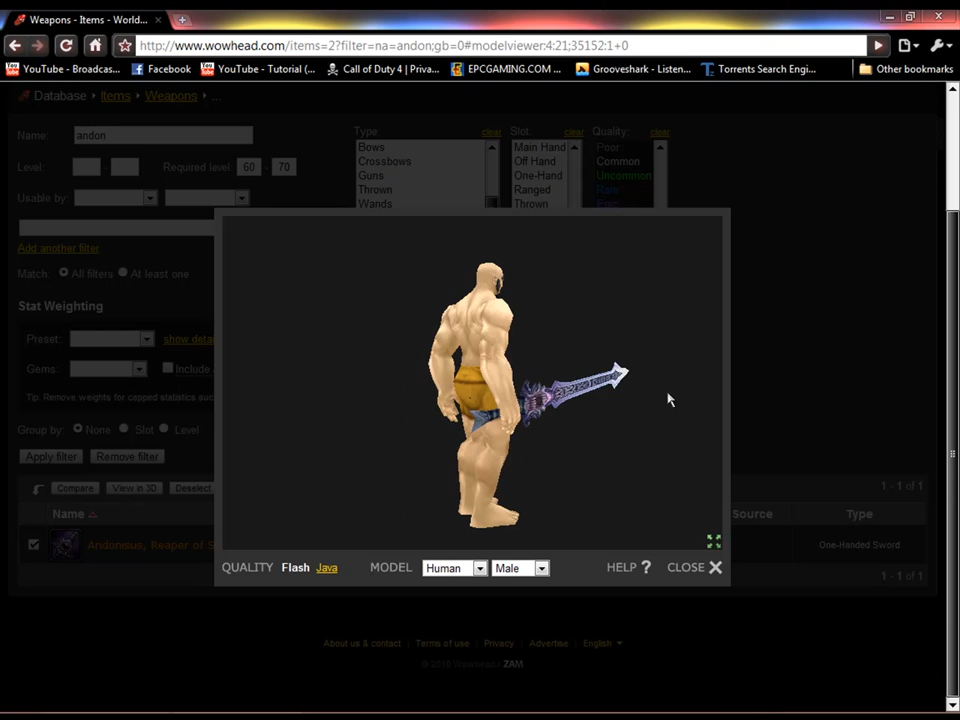 Weapons - Items - World...
http://www.wowhead.com/items=2?filter=na=andon;gb=0#modelviewer:4:21;35152:1+0
YouTube - Broadcas... Facebook YouTube - Tutorial (... Call of Duty 4 | Priva... EPCGAMING.COM ... Grooveshark - Listen... Torrents Search Engi... Other bookmarks
Database Items Weapons ...
Name: andon Type clear Slot: clear Quality: clear
Bows Main Hand Poor
Crossbows Off Hand Common
Level: - Required level: 60 - 70 Guns One-Hand Uncommon
Thrown Ranged Rare
Usable by: Wands Thrown Epic
Add another filter
Match: All filters At least one
Stat Weighting
Preset: show deta
Gems: Include
Tip: Remove weights for capped statistics suc
Group by: None Slot Level
Apply filter Remove filter
Compare View in 3D Deselect 1 - 1 of 1
Name Source Type
Andonisus, Reaper of S One-Handed Sword
QUALITY Flash Java MODEL Human Male HELP ? CLOSE X
1 - 1 of 1
About us & contact Terms of use Privacy Advertise English
© 2010 Wowhead / ZAM